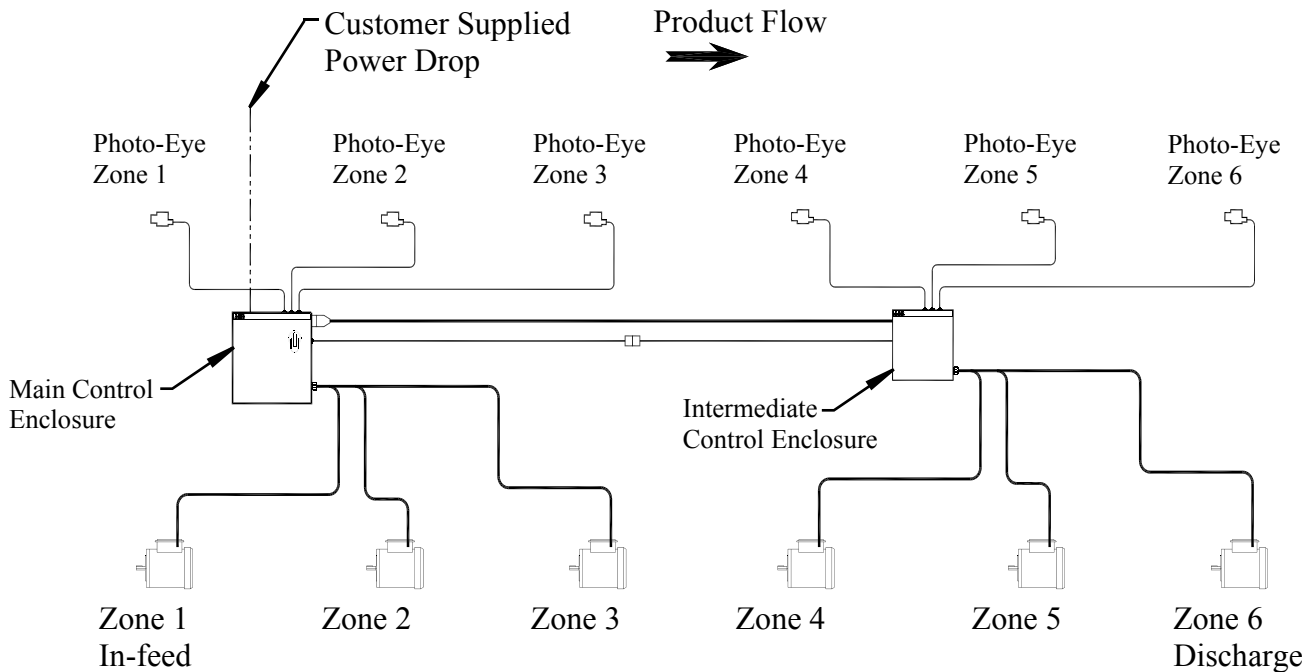 Customer Supplied
Power Drop
Product Flow
Photo-Eye
Zone 1
Photo-Eye
Zone 2
Photo-Eye
Zone 3
Photo-Eye
Zone 4
Photo-Eye
Zone 5
Photo-Eye
Zone 6
Main Control
Enclosure
Intermediate
Control Enclosure
Zone 1
In-feed
Zone 2
Zone 3
Zone 4
Zone 5
Zone 6
Discharge